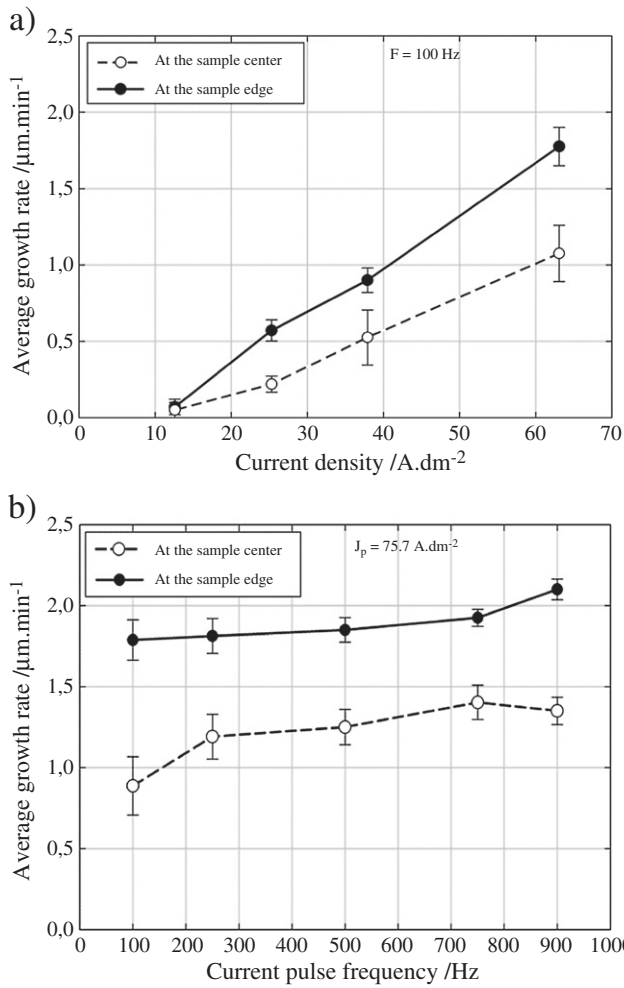 a)
2,5
2,0
1,5
1,0
0,5
0,0
Average growth rate /µm.min-1
At the sample center
At the sample edge
F = 100 Hz
0 10 20 30 40 50 60 70
Current density /A.dm-2
b)
2,5
2,0
1,5
1,0
0,5
0,0
Average growth rate /µm.min-1
At the sample center
At the sample edge
Jp = 75.7 A.dm-2
0 100 200 300 400 500 600 700 800 900 1000
Current pulse frequency /Hz